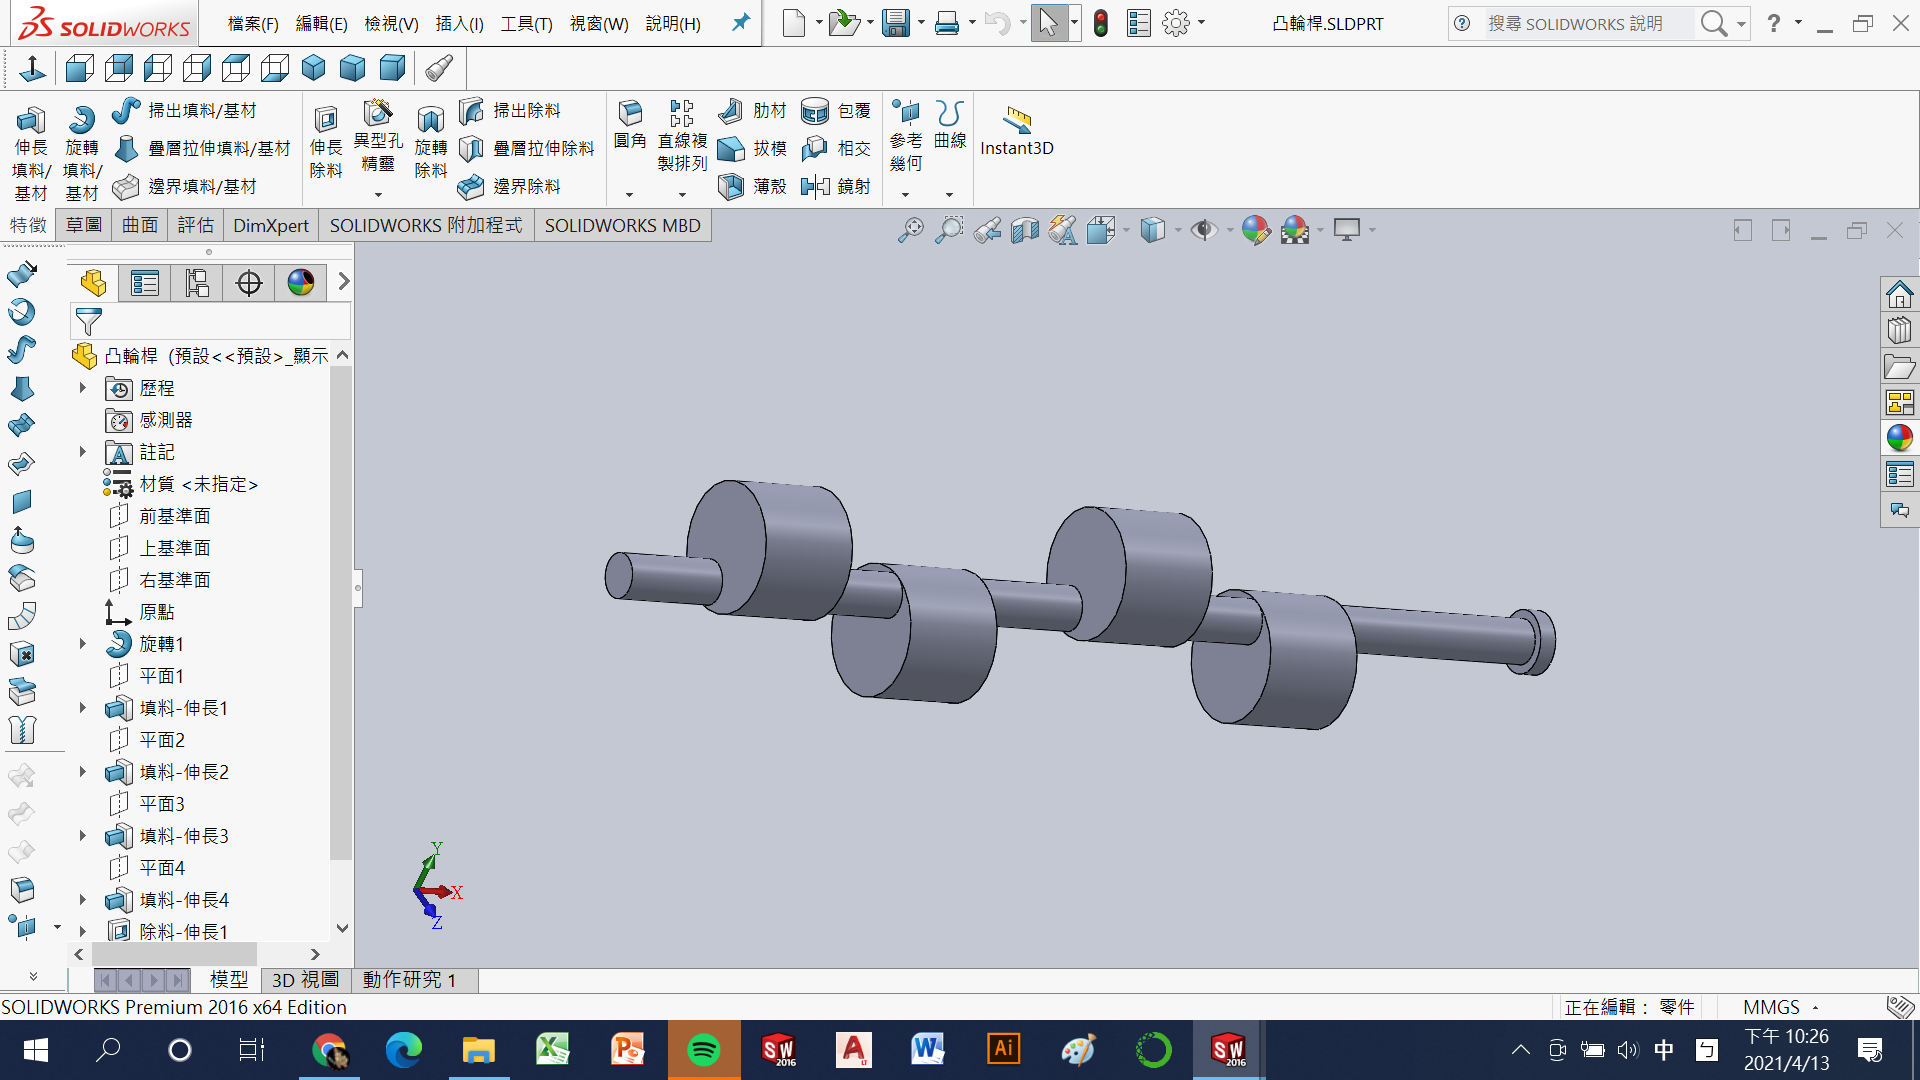 SOLIDWORKS
檔案(F) 編輯(E) 檢視(V) 插入(I) 工具(T) 視窗(W) 說明(H)
凸輪桿.SLDPRT
搜尋 SOLIDWORKS 說明
伸長
填料/
基材
旋轉
填料/
基材
掃出填料/基材
疊層拉伸填料/基材
邊界填料/基材
伸長
除料
異型孔
精靈
旋轉
除料
掃出除料
疊層拉伸除料
邊界除料
圓角
直線複
製排列
肋材
拔模
薄殼
包覆
相交
鏡射
參考
幾何
曲線
Instant3D
特徵 草圖 曲面 評估 DimXpert SOLIDWORKS 附加程式 SOLIDWORKS MBD
凸輪桿 (預設<<預設>_顯示
歷程
感測器
註記
材質 <未指定>
前基準面
上基準面
右基準面
原點
旋轉1
平面1
填料-伸長1
平面2
填料-伸長2
平面3
填料-伸長3
平面4
填料-伸長4
除料-伸長1
Y
X
Z
模型 3D 視圖 動作研究 1
SOLIDWORKS Premium 2016 x64 Edition
正在編輯： 零件
MMGS
中
下午 10:26
2021/4/13